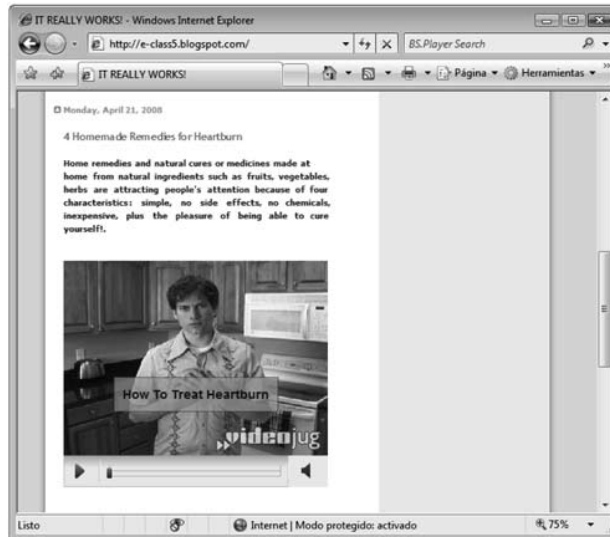 IT REALLY WORKS! - Windows Internet Explorer
http://e-class5.blogspot.com/
BS.Player Search
IT REALLY WORKS!
Página
Herramientas
Monday, April 21, 2008
4 Homemade Remedies for Heartburn
Home remedies and natural cures or medicines made at
home from natural ingredients such as fruits, vegetables,
herbs are attracting people's attention because of four
characteristics: simple, no side effects, no chemicals,
inexpensive, plus the pleasure of being able to cure
yourself!.
How To Treat Heartburn
videojug
Listo
Internet | Modo protegido: activado
75%